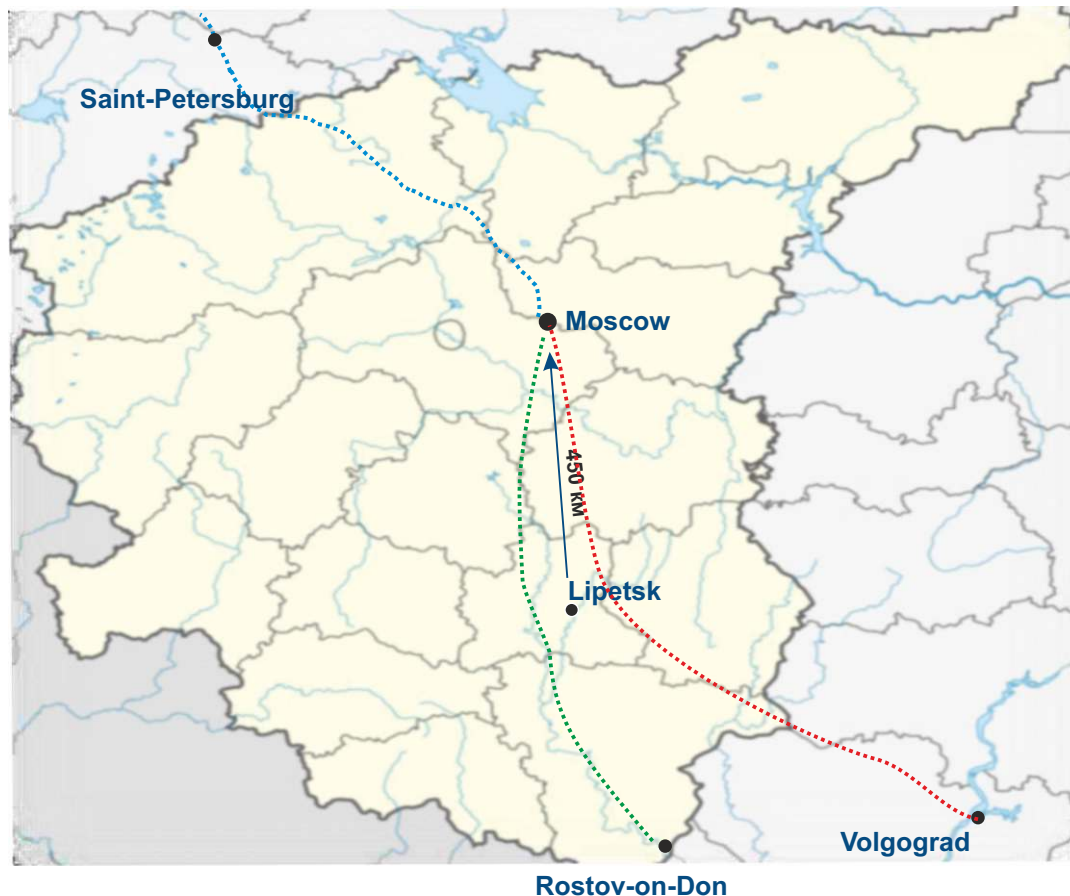 Saint-Petersburg
Moscow
450 км
Lipetsk
Volgograd
Rostov-on-Don